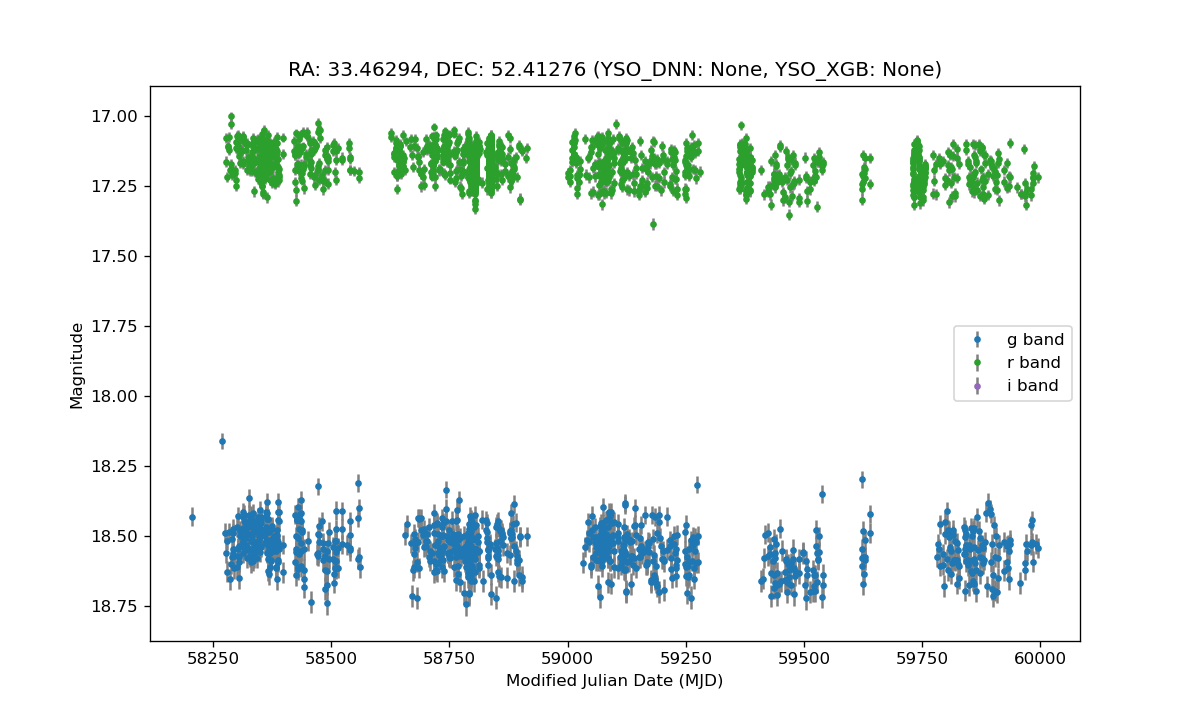 RA: 33.46294, DEC: 52.41276 (YSO_DNN: None, YSO_XGB: None)
17.00
17.25
17.50
17.75
18.00
18.25
18.50
18.75
Magnitude
g band
r band
i band
58250 58500 58750 59000 59250 59500 59750 60000
Modified Julian Date (MJD)